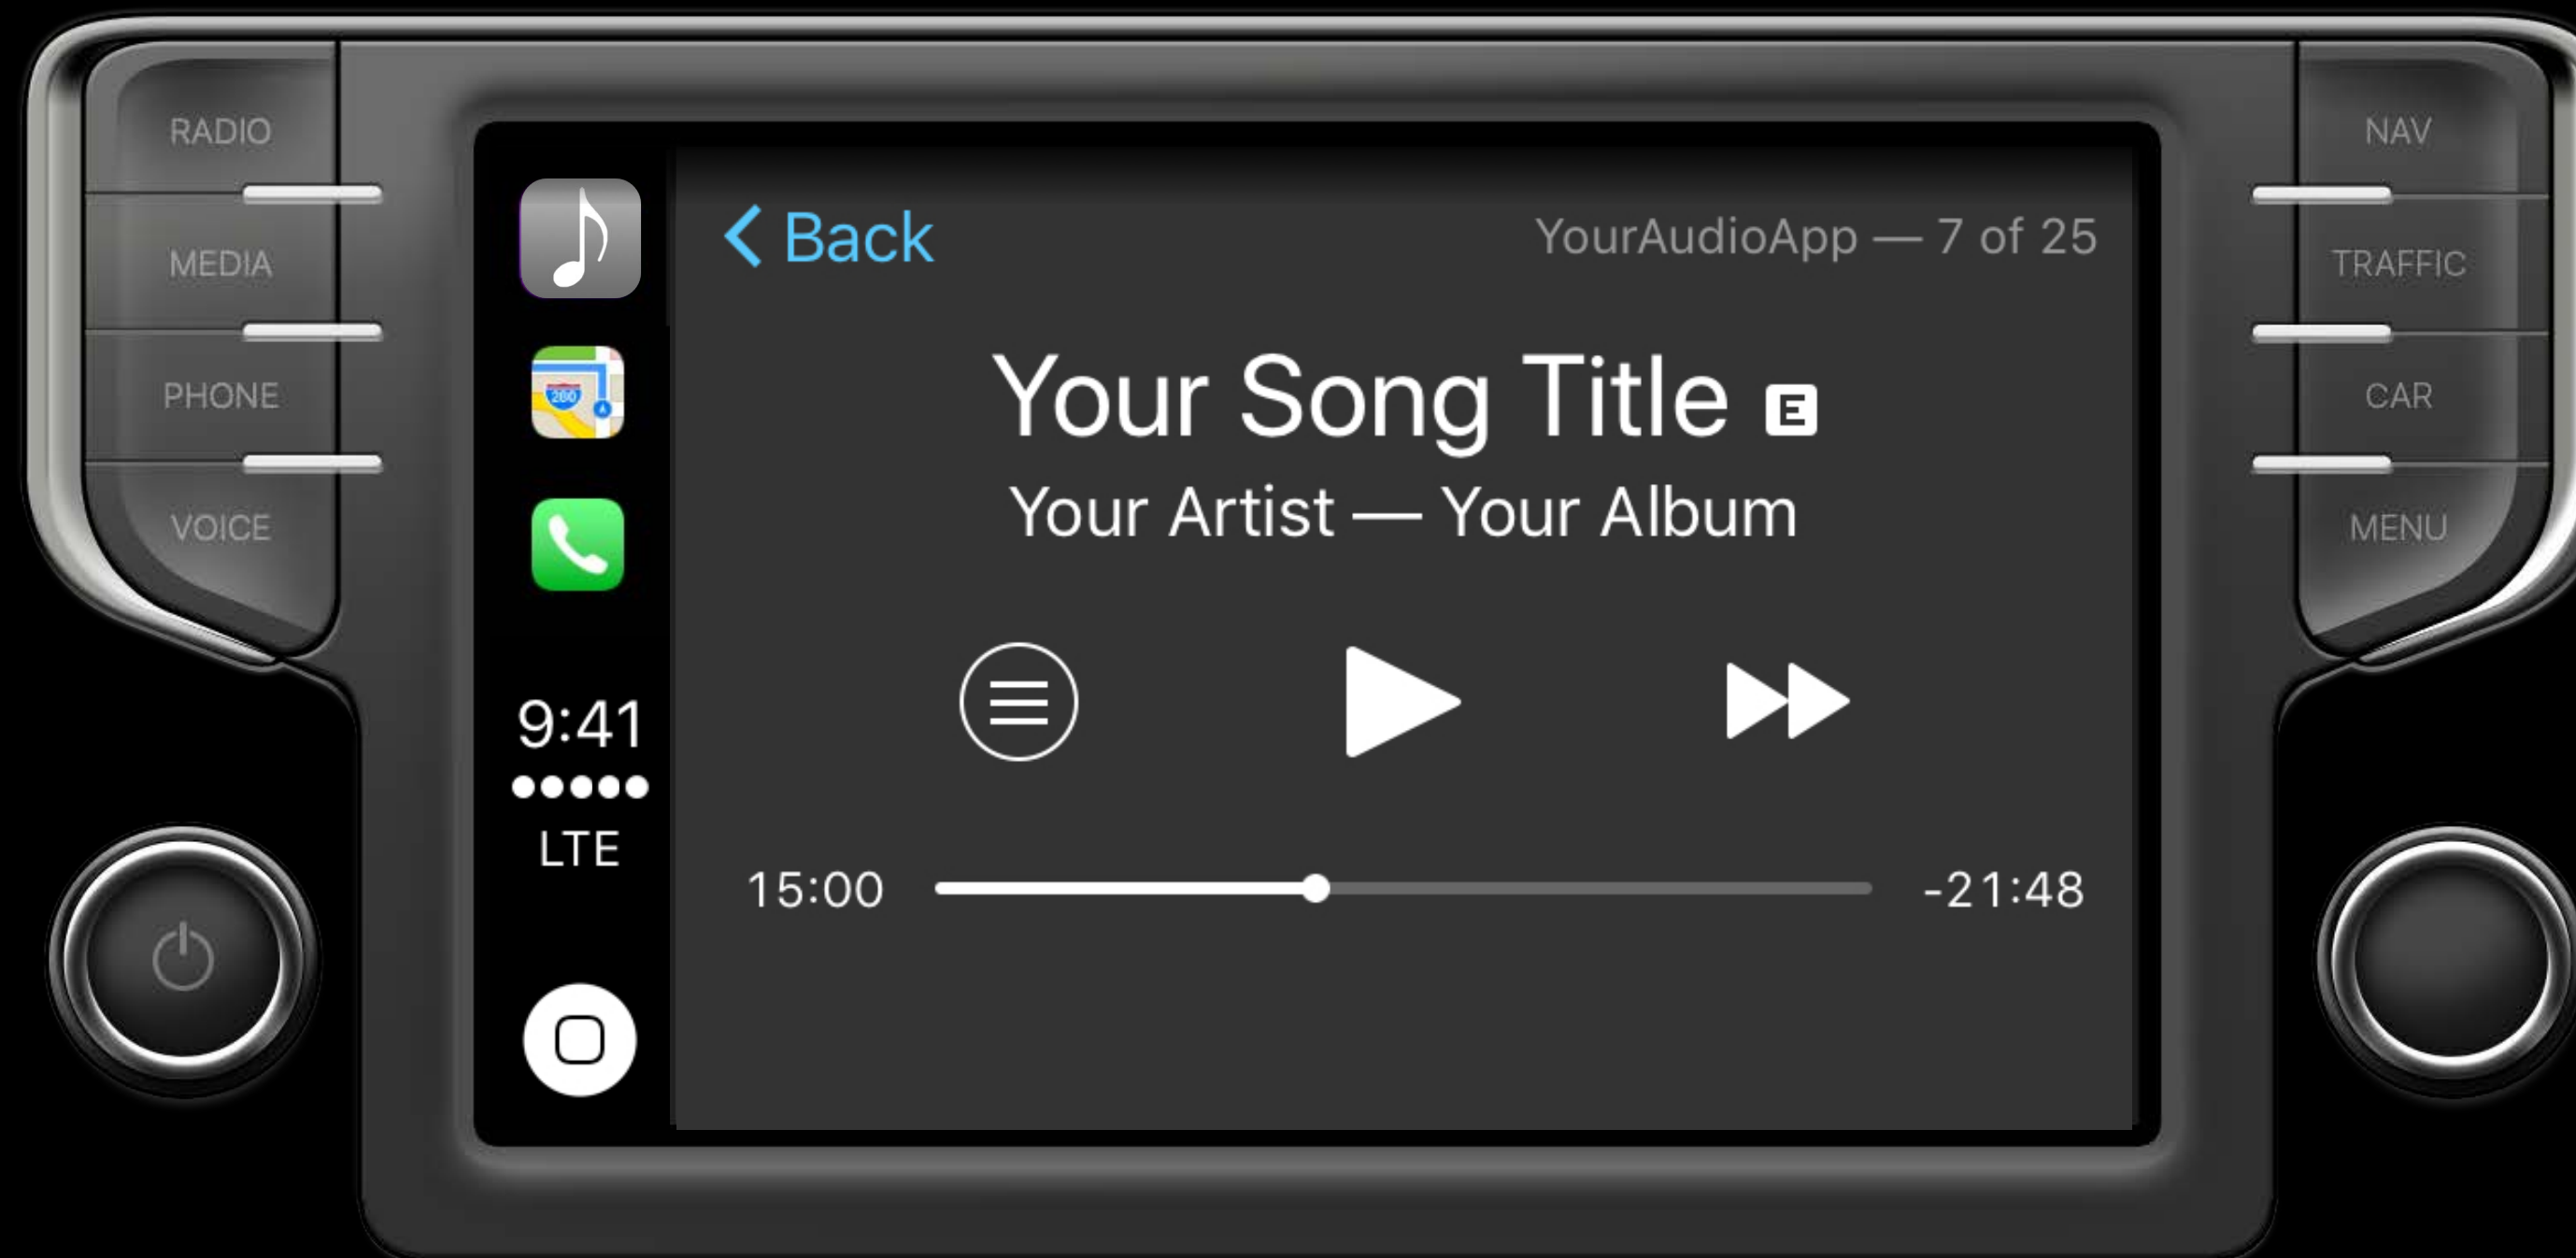 RADIO
MEDIA
PHONE
VOICE
280
9:41
LTE
Back
YourAudioApp — 7 of 25
Your Song Title E
Your Artist — Your Album
15:00
-21:48
NAV
TRAFFIC
CAR
MENU